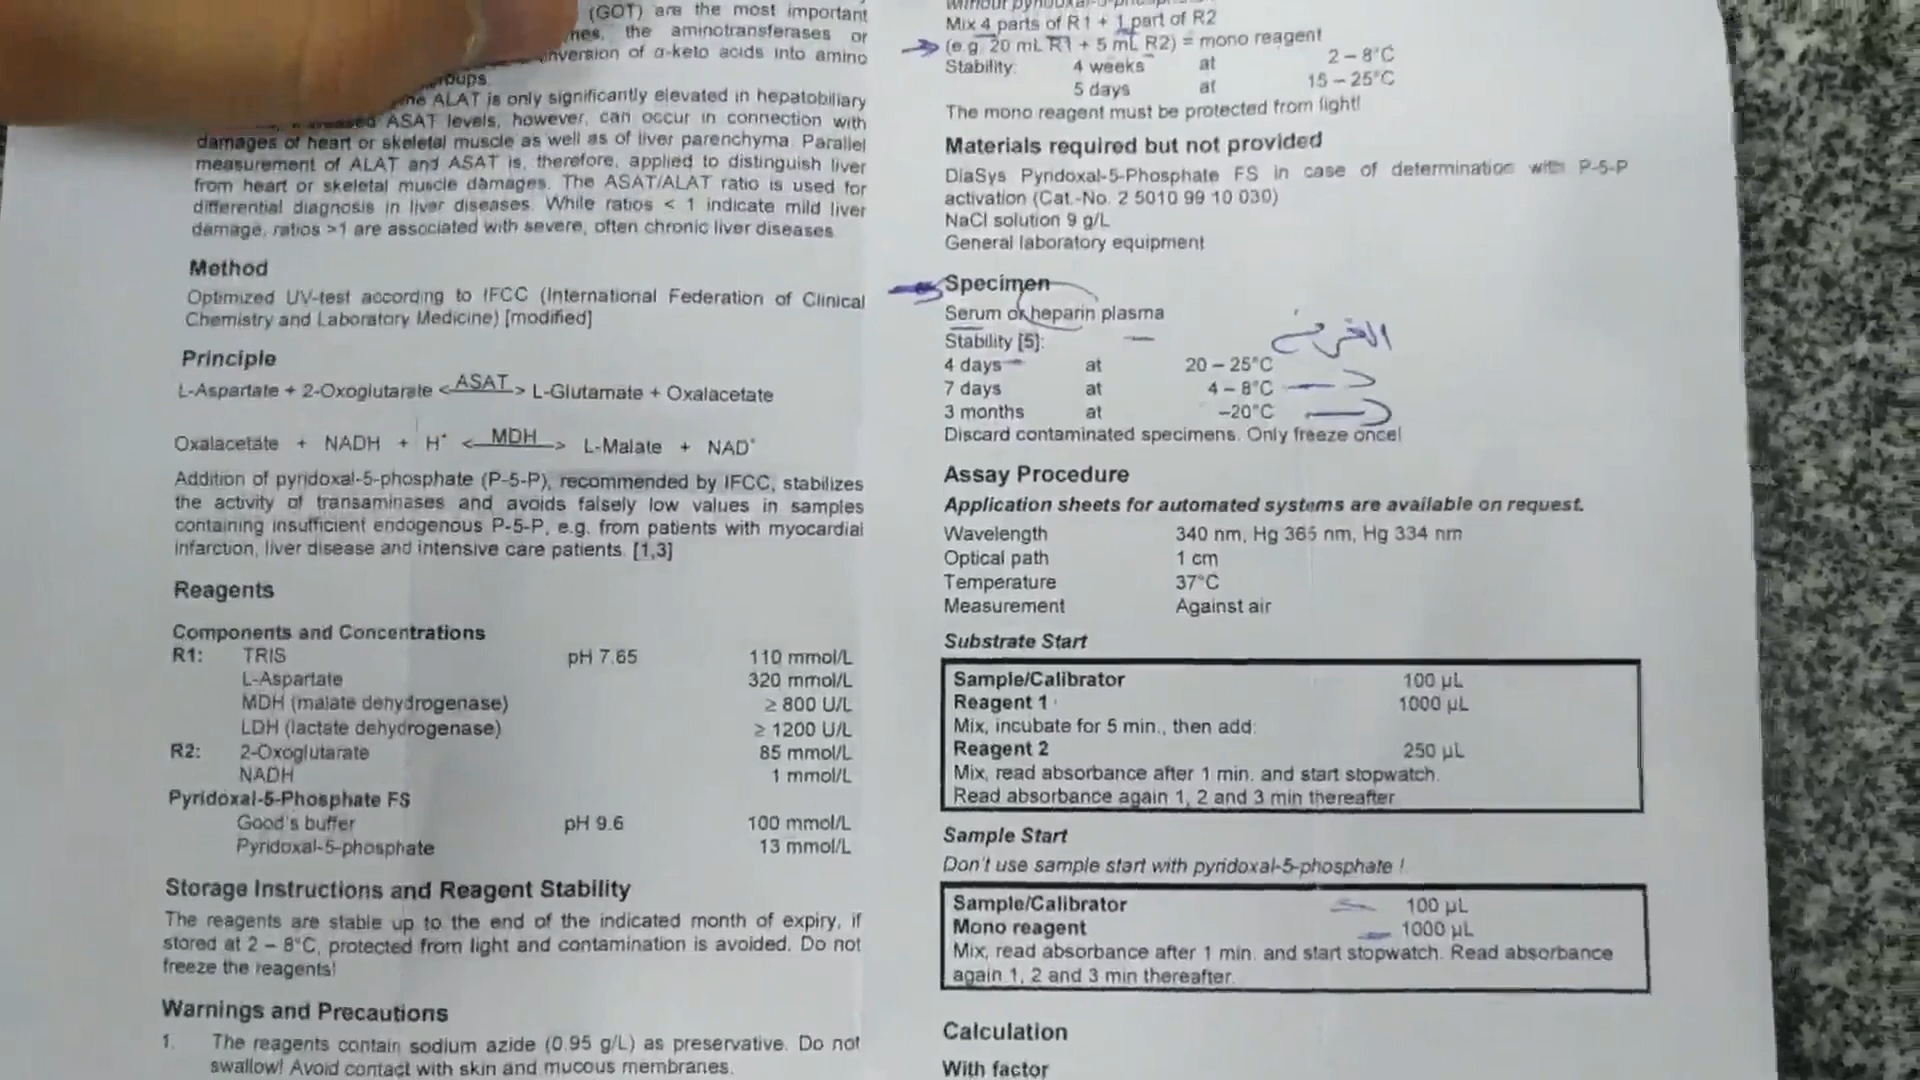 (GOT) are the most important
the aminotransferases or
conversion of α-keto acids into amino
groups.
ALAT is only significantly elevated in hepatobiliary
ASAT levels, however, can occur in connection with
damages of heart or skeletal muscle as well as of liver parenchyma. Parallel
measurement of ALAT and ASAT is, therefore, applied to distinguish liver
from heart or skeletal muscle damages. The ASAT/ALAT ratio is used for
differential diagnosis in liver diseases. While ratios < 1 indicate mild liver
damage, ratios >1 are associated with severe, often chronic liver diseases.
Method
Optimized UV-test according to IFCC (International Federation of Clinical
Chemistry and Laboratory Medicine) [modified]
Principle
L-Aspartate + 2-Oxoglutarate < ASAT > L-Glutamate + Oxalacetate
Oxalacetate + NADH + H⁺ < MDH > L-Malate + NAD⁺
Addition of pyridoxal-5-phosphate (P-5-P), recommended by IFCC, stabilizes
the activity of transaminases and avoids falsely low values in samples
containing insufficient endogenous P-5-P, e.g. from patients with myocardial
infarction, liver disease and intensive care patients. [1,3]
Reagents
Components and Concentrations
R1: TRIS pH 7.65 110 mmol/L
L-Aspartate 320 mmol/L
MDH (malate dehydrogenase) ≥ 800 U/L
LDH (lactate dehydrogenase) ≥ 1200 U/L
R2: 2-Oxoglutarate 85 mmol/L
NADH 1 mmol/L
Pyridoxal-5-Phosphate FS
Good's buffer pH 9.6 100 mmol/L
Pyridoxal-5-phosphate 13 mmol/L
Storage Instructions and Reagent Stability
The reagents are stable up to the end of the indicated month of expiry, if
stored at 2 – 8°C, protected from light and contamination is avoided. Do not
freeze the reagents!
Warnings and Precautions
1. The reagents contain sodium azide (0.95 g/L) as preservative. Do not
swallow! Avoid contact with skin and mucous membranes.
without pyridoxal-5-phosphate
Mix 4 parts of R1 + 1 part of R2
(e.g. 20 mL R1 + 5 mL R2) = mono reagent
Stability: 4 weeks at 2 – 8°C
5 days at 15 – 25°C
The mono reagent must be protected from light!
Materials required but not provided
DiaSys Pyridoxal-5-Phosphate FS in case of determination with P-5-P
activation (Cat.-No. 2 5010 99 10 030)
NaCl solution 9 g/L
General laboratory equipment
Specimen
Serum or heparin plasma
Stability [5]:
4 days at 20 – 25°C
7 days at 4 – 8°C
3 months at –20°C
Discard contaminated specimens. Only freeze once!
Assay Procedure
Application sheets for automated systems are available on request.
Wavelength 340 nm, Hg 365 nm, Hg 334 nm
Optical path 1 cm
Temperature 37°C
Measurement Against air
Substrate Start
Sample/Calibrator 100 µL
Reagent 1 1000 µL
Mix, incubate for 5 min., then add:
Reagent 2 250 µL
Mix, read absorbance after 1 min. and start stopwatch.
Read absorbance again 1, 2 and 3 min thereafter.
Sample Start
Don't use sample start with pyridoxal-5-phosphate !
Sample/Calibrator 100 µL
Mono reagent 1000 µL
Mix, read absorbance after 1 min. and start stopwatch. Read absorbance
again 1, 2 and 3 min thereafter.
Calculation
With factor